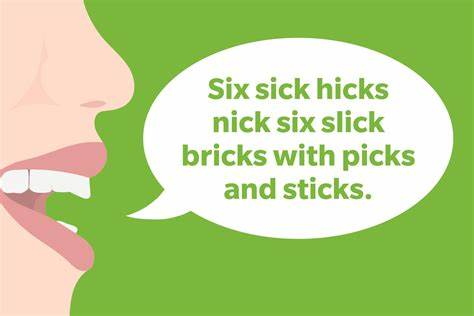 Six sick hicks
nick six slick
bricks with picks
and sticks.